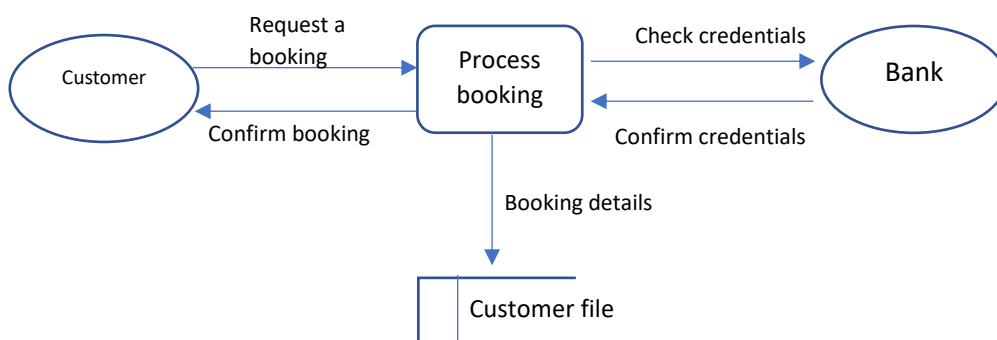 Request a
booking
Customer
Confirm booking
Process
booking
Check credentials
Confirm credentials
Bank
Booking details
Customer file